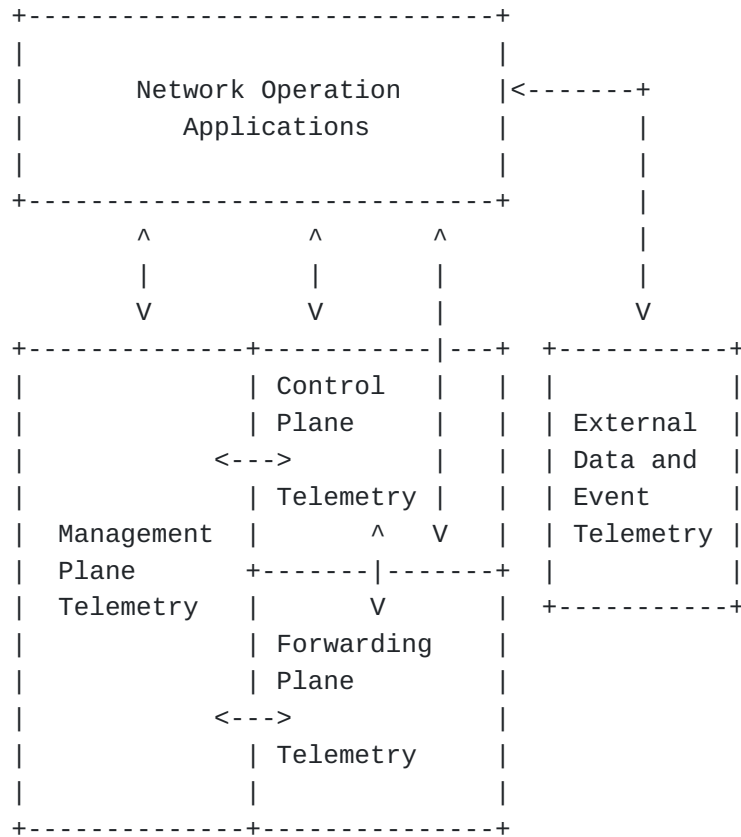 Network Operation
Applications
Control
Plane
Telemetry
Management
Plane
Telemetry
Forwarding
Plane
Telemetry
External
Data and
Event
Telemetry